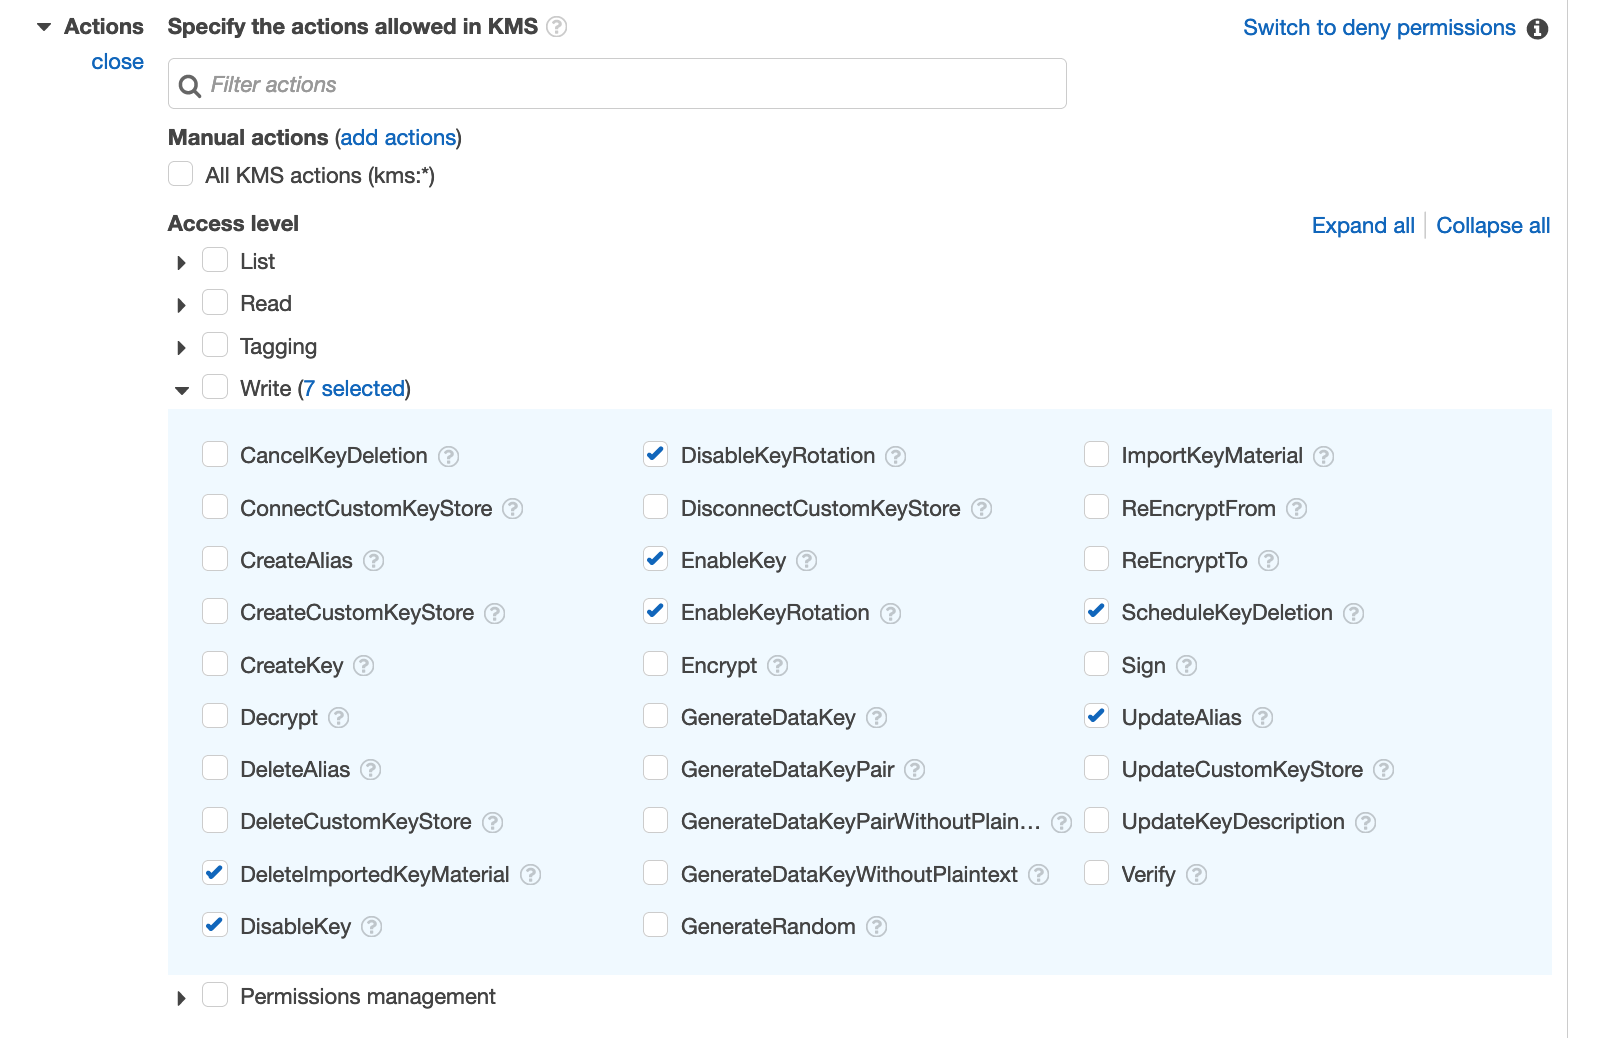 Actions Specify the actions allowed in KMS ? Switch to deny permissions i
close
Filter actions
Manual actions (add actions)
All KMS actions (kms:*)
Access level Expand all Collapse all
List
Read
Tagging
Write (7 selected)
CancelKeyDeletion ? DisableKeyRotation ? ImportKeyMaterial ?
ConnectCustomKeyStore ? DisconnectCustomKeyStore ? ReEncryptFrom ?
CreateAlias ? EnableKey ? ReEncryptTo ?
CreateCustomKeyStore ? EnableKeyRotation ? ScheduleKeyDeletion ?
CreateKey ? Encrypt ? Sign ?
Decrypt ? GenerateDataKey ? UpdateAlias ?
DeleteAlias ? GenerateDataKeyPair ? UpdateCustomKeyStore ?
DeleteCustomKeyStore ? GenerateDataKeyPairWithoutPlain... ? UpdateKeyDescription ?
DeleteImportedKeyMaterial ? GenerateDataKeyWithoutPlaintext ? Verify ?
DisableKey ? GenerateRandom ?
Permissions management